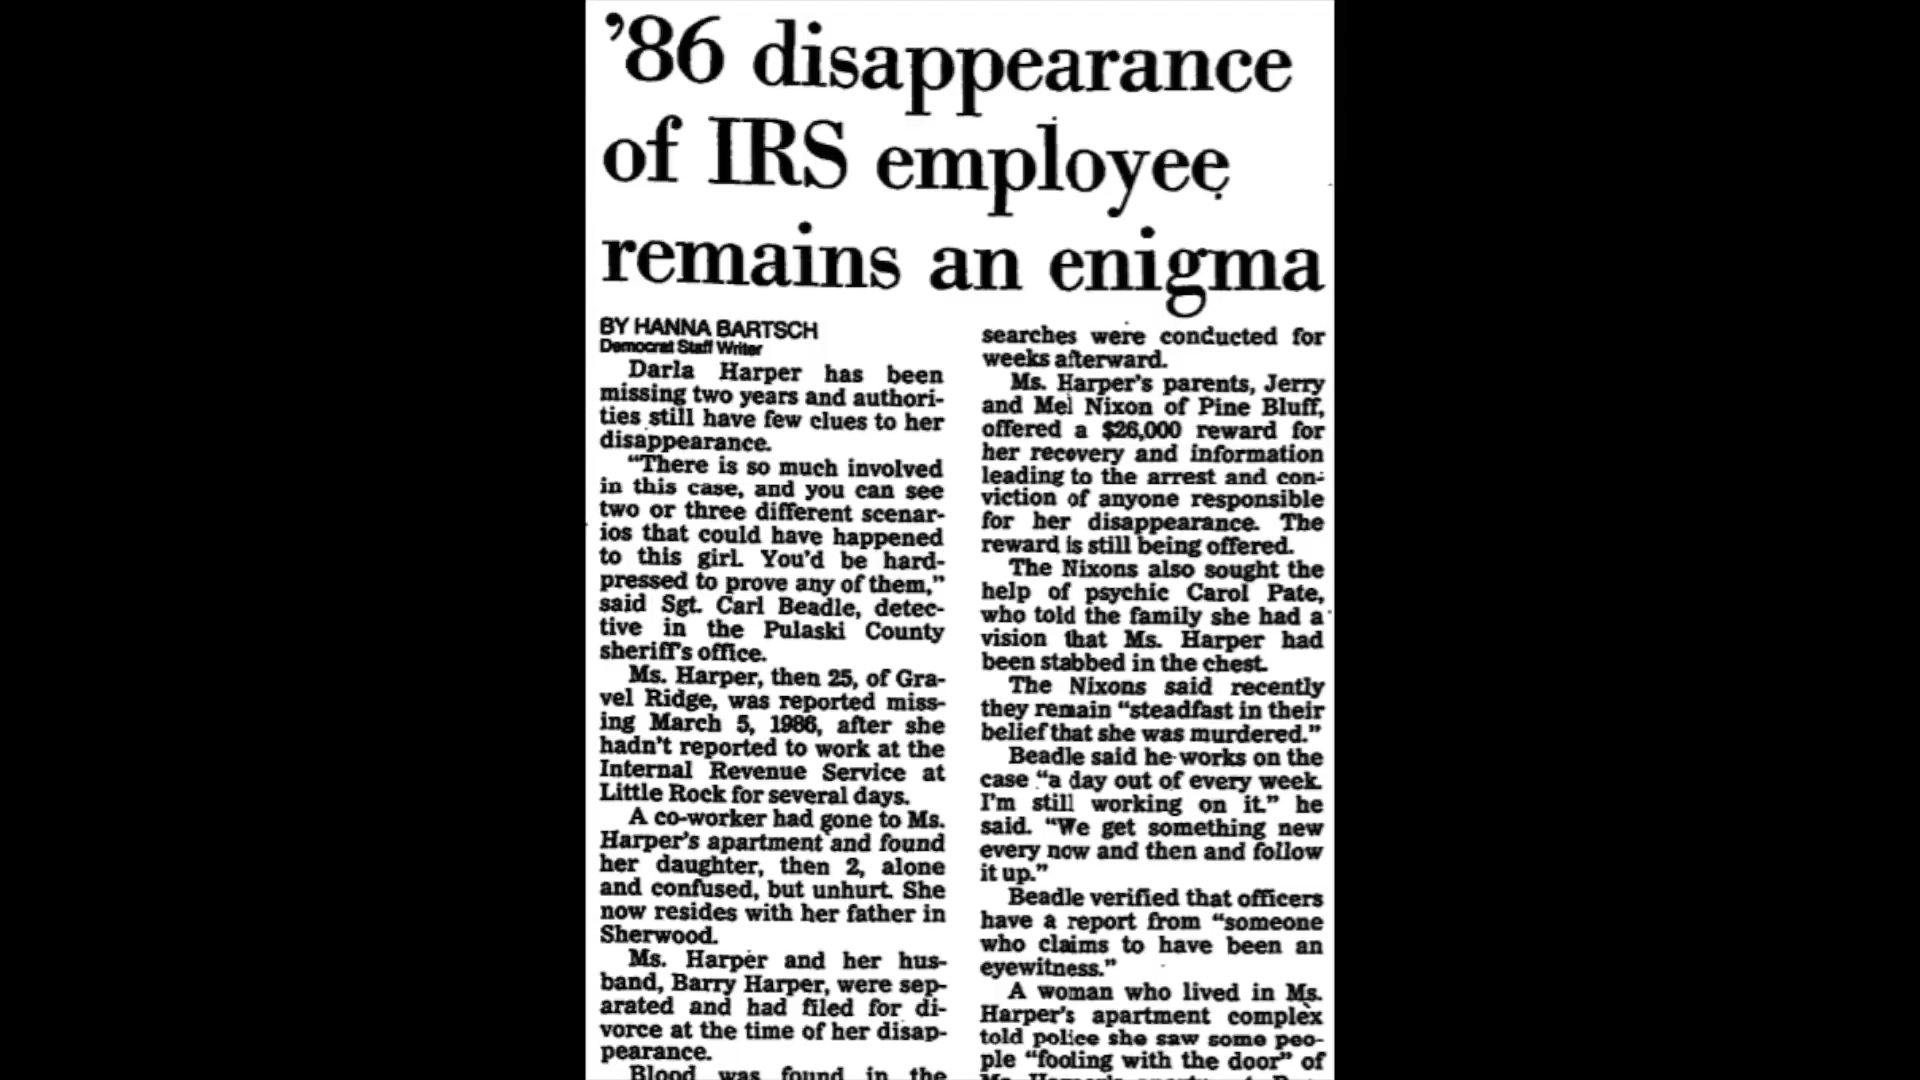 ’86 disappearance
of IRS employee
remains an enigma
BY HANNA BARTSCH
Democrat Staff Writer
Darla Harper has been
missing two years and authori-
ties still have few clues to her
disappearance.
“There is so much involved
in this case, and you can see
two or three different scenar-
ios that could have happened
to this girl. You’d be hard-
pressed to prove any of them,”
said Sgt. Carl Beadle, detec-
tive in the Pulaski County
sheriff’s office.
Ms. Harper, then 25, of Gra-
vel Ridge, was reported miss-
ing March 5, 1986, after she
hadn’t reported to work at the
Internal Revenue Service at
Little Rock for several days.
A co-worker had gone to Ms.
Harper’s apartment and found
her daughter, then 2, alone
and confused, but unhurt. She
now resides with her father in
Sherwood.
Ms. Harper and her hus-
band, Barry Harper, were sep-
arated and had filed for di-
vorce at the time of her disap-
pearance.
Blood was found in the
searches were conducted for
weeks afterward.
Ms. Harper’s parents, Jerry
and Mel Nixon of Pine Bluff,
offered a $26,000 reward for
her recovery and information
leading to the arrest and con-
viction of anyone responsible
for her disappearance. The
reward is still being offered.
The Nixons also sought the
help of psychic Carol Pate,
who told the family she had a
vision that Ms. Harper had
been stabbed in the chest.
The Nixons said recently
they remain “steadfast in their
belief that she was murdered.”
Beadle said he works on the
case “a day out of every week.
I’m still working on it.” he
said. “We get something new
every now and then and follow
it up.”
Beadle verified that officers
have a report from “someone
who claims to have been an
eyewitness.”
A woman who lived in Ms.
Harper’s apartment complex
told police she saw some peo-
ple “fooling with the door” of